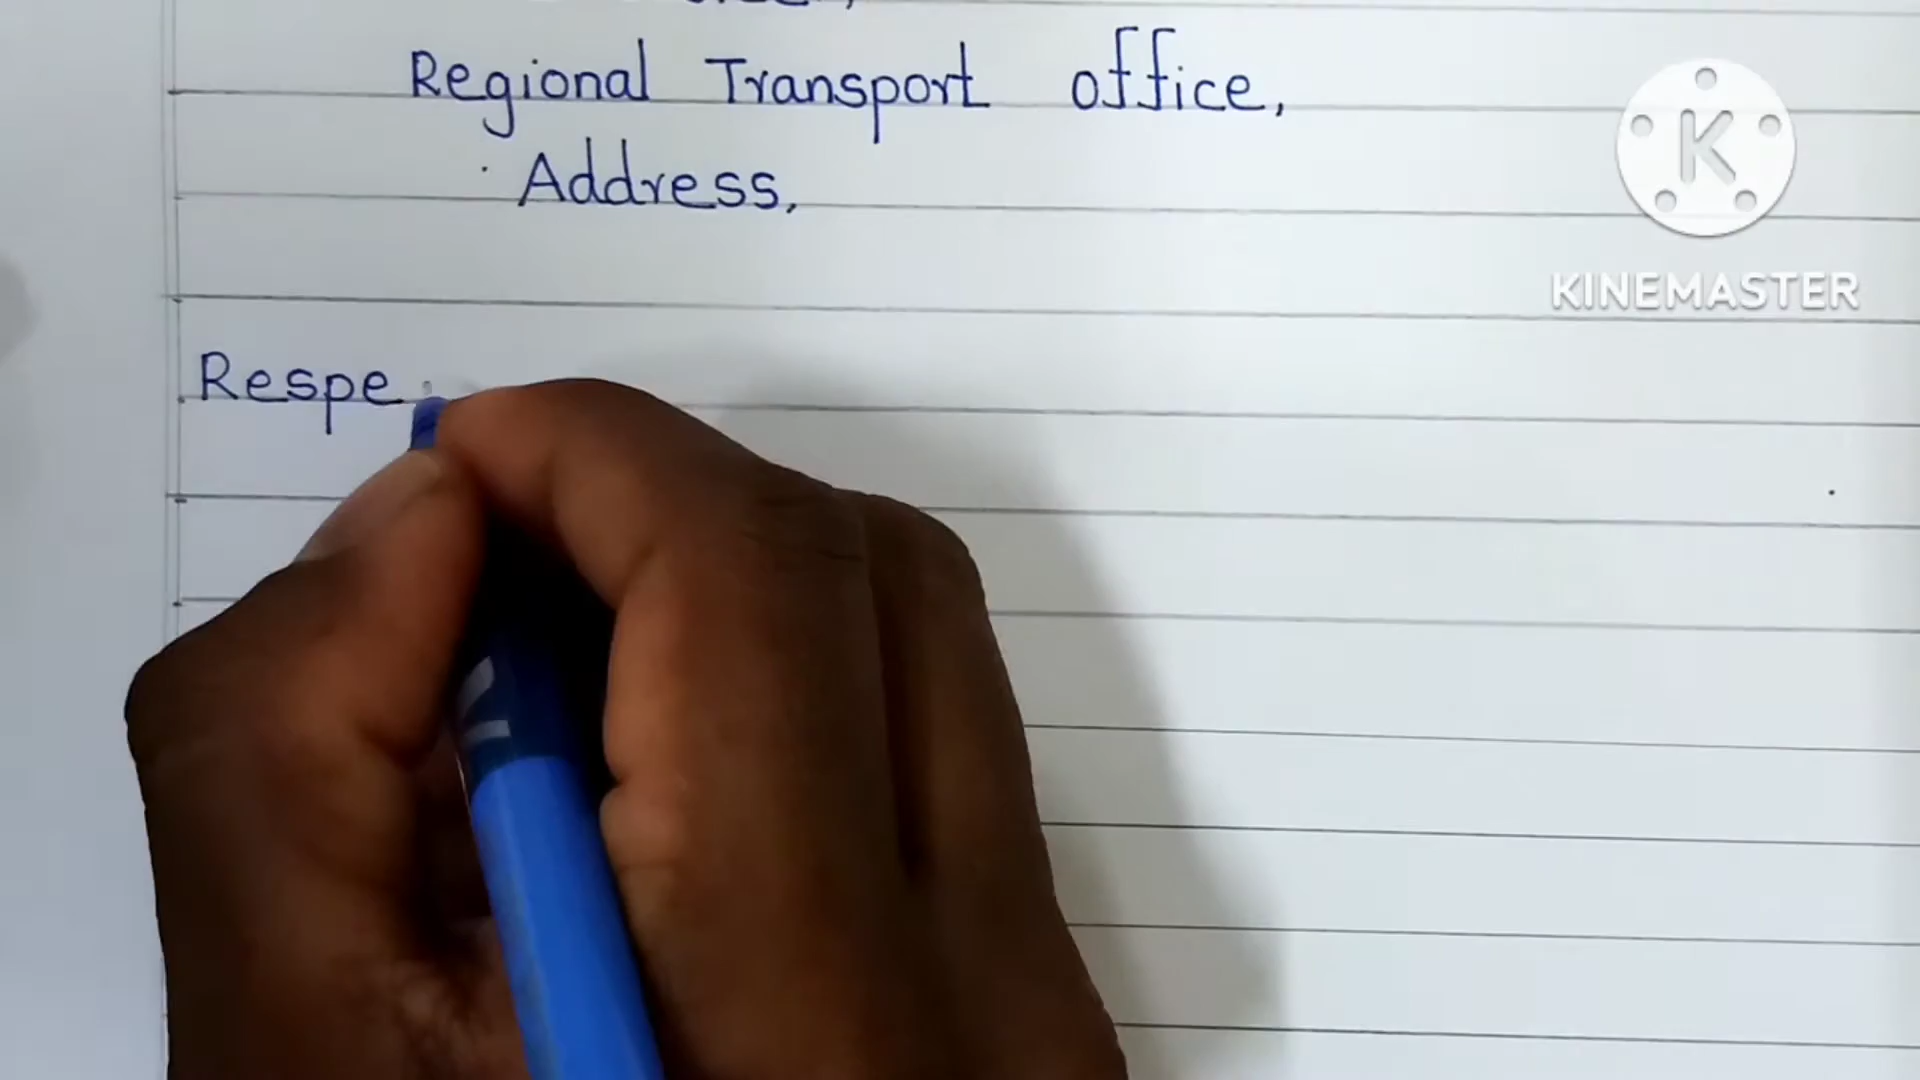 Regional Transport office,
Address,
Respe
K
KINEMASTER